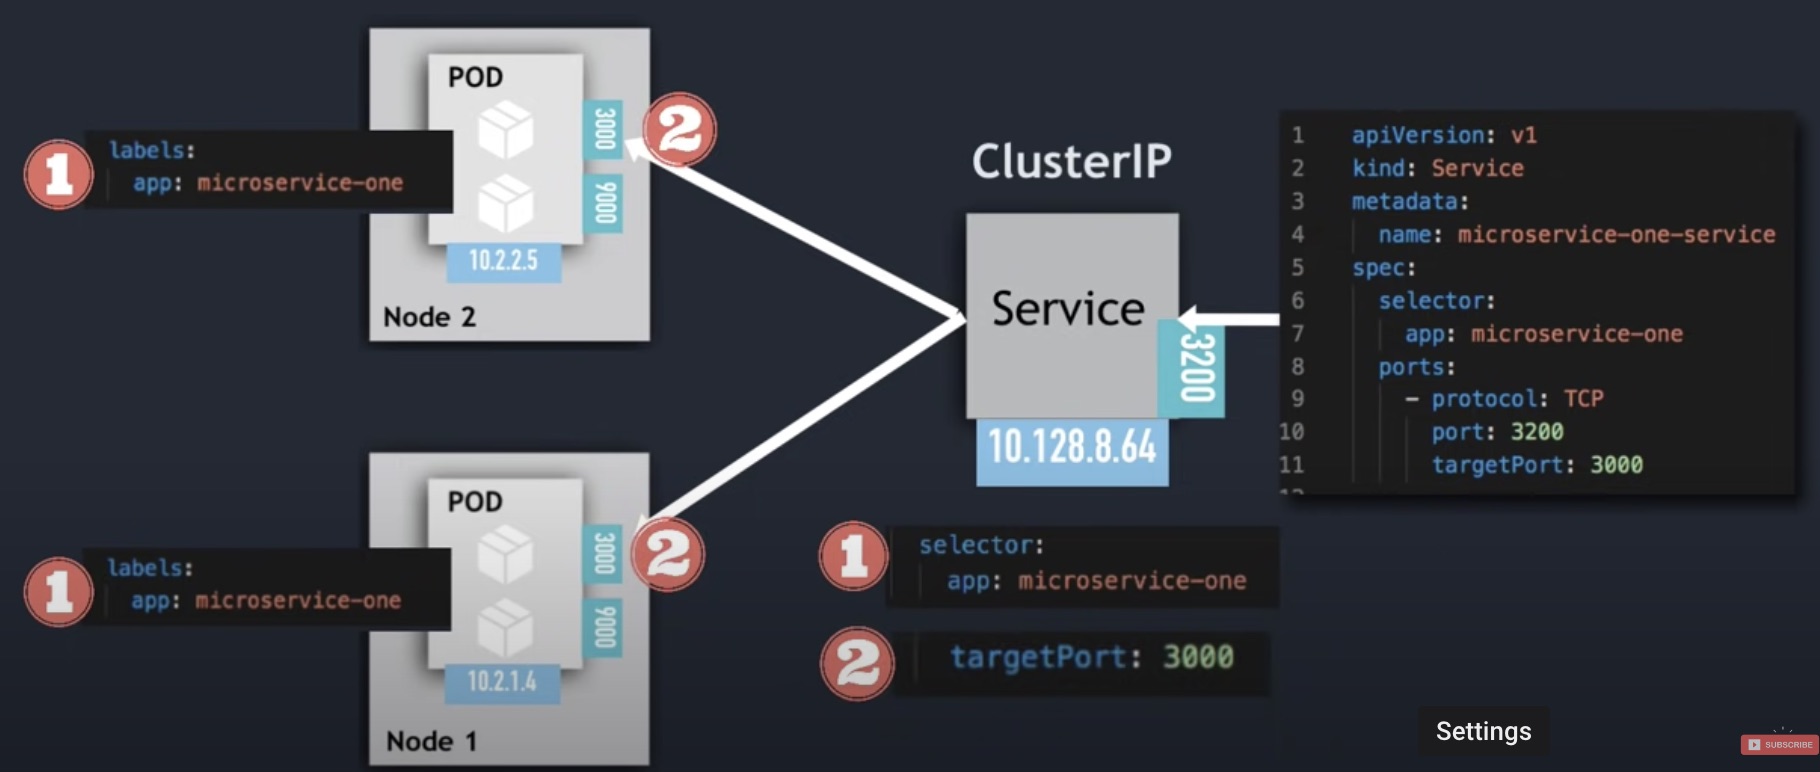 POD
3000
2
1
labels:
app: microservice-one
9000
10.2.2.5
Node 2
ClusterIP
Service
3200
10.128.8.64
1 apiVersion: v1
2 kind: Service
3 metadata:
4 name: microservice-one-service
5 spec:
6 selector:
7 app: microservice-one
8 ports:
9 - protocol: TCP
10 port: 3200
11 targetPort: 3000
POD
3000
2
1
labels:
app: microservice-one
9000
10.2.1.4
Node 1
1
selector:
app: microservice-one
2
targetPort: 3000
Settings
SUBSCRIBE